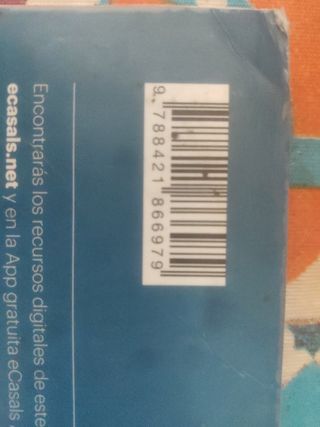 9 788421 866979
Encontrarás los recursos digitales de este
ecasals.net y en la App gratuita eCasals